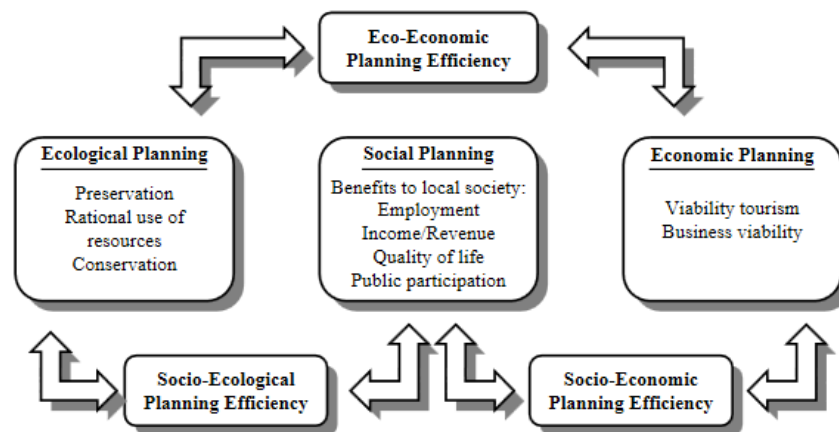 Eco-Economic
Planning Efficiency
Ecological Planning
Preservation
Rational use of
resources
Conservation
Social Planning
Benefits to local society:
Employment
Income/Revenue
Quality of life
Public participation
Economic Planning
Viability tourism
Business viability
Socio-Ecological
Planning Efficiency
Socio-Economic
Planning Efficiency